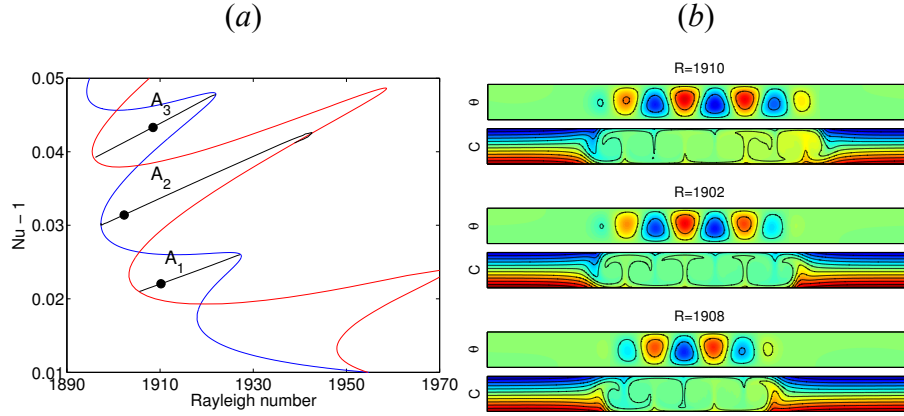 (a)
0.05
0.04
0.03
0.02
0.01
Nu − 1
A3
A2
A1
1890
1910
1930
1950
1970
Rayleigh number
(b)
R=1910
θ
C
R=1902
θ
C
R=1908
θ
C